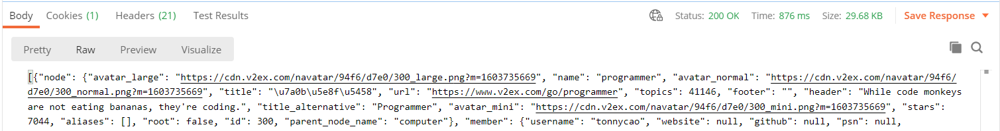 Body Cookies (1) Headers (21) Test Results Status: 200 OK Time: 876 ms Size: 29.68 KB Save Response
Pretty Raw Preview Visualize
[{"node": {"avatar_large": "https://cdn.v2ex.com/navatar/94f6/d7e0/300_large.png?m=1603735669", "name": "programmer", "avatar_normal": "https://cdn.v2ex.com/navatar/94f6/
d7e0/300_normal.png?m=1603735669", "title": "\u7a0b\u5e8f\u5458", "url": "https://www.v2ex.com/go/programmer", "topics": 41146, "footer": "", "header": "While code monkeys
are not eating bananas, they're coding.", "title_alternative": "Programmer", "avatar_mini": "https://cdn.v2ex.com/navatar/94f6/d7e0/300_mini.png?m=1603735669", "stars":
7044, "aliases": [], "root": false, "id": 300, "parent_node_name": "computer"}, "member": {"username": "tonnycao", "website": null, "github": null, "psn": null,